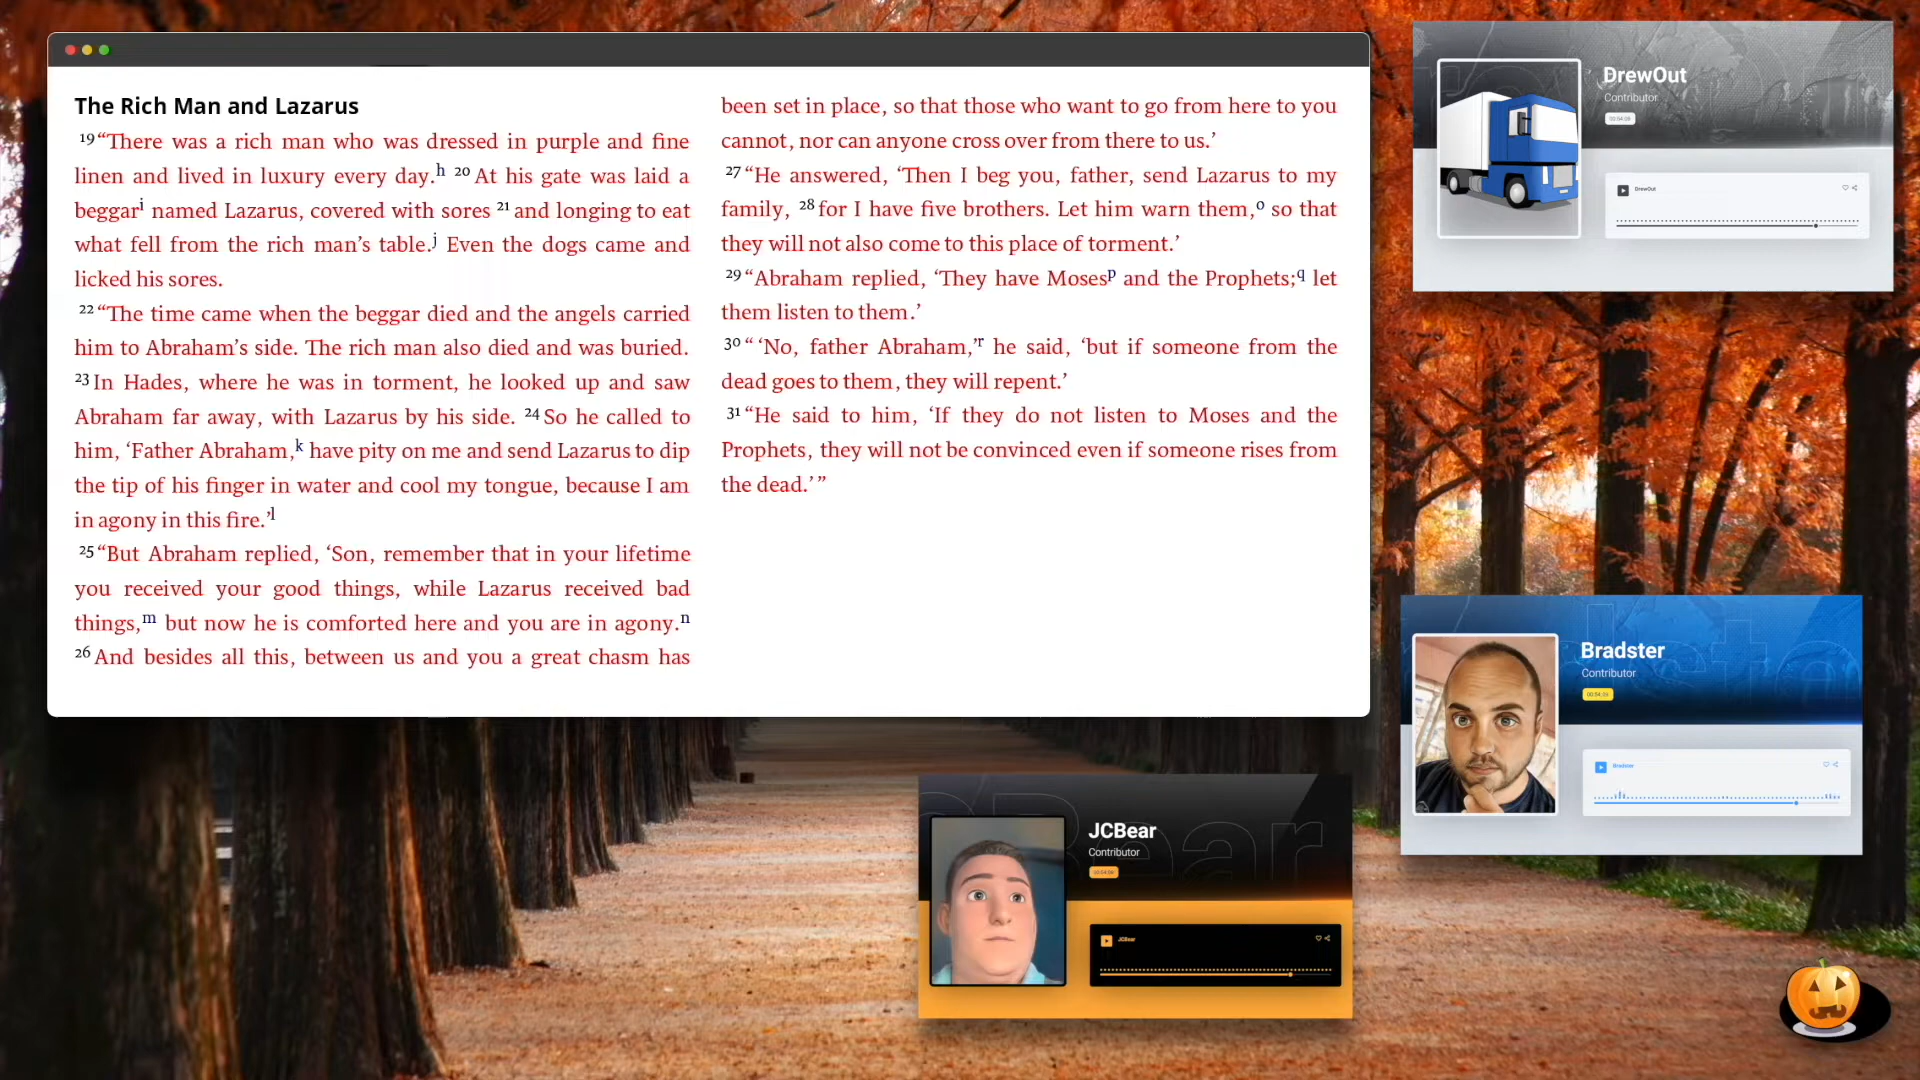 The Rich Man and Lazarus
19 “There was a rich man who was dressed in purple and fine
linen and lived in luxury every day.h 20 At his gate was laid a
beggari named Lazarus, covered with sores 21 and longing to eat
what fell from the rich man’s table.j Even the dogs came and
licked his sores.
22 “The time came when the beggar died and the angels carried
him to Abraham’s side. The rich man also died and was buried.
23 In Hades, where he was in torment, he looked up and saw
Abraham far away, with Lazarus by his side. 24 So he called to
him, ‘Father Abraham,k have pity on me and send Lazarus to dip
the tip of his finger in water and cool my tongue, because I am
in agony in this fire.’l
25 “But Abraham replied, ‘Son, remember that in your lifetime
you received your good things, while Lazarus received bad
things,m but now he is comforted here and you are in agony.n
26 And besides all this, between us and you a great chasm has
been set in place, so that those who want to go from here to you
cannot, nor can anyone cross over from there to us.’
27 “He answered, ‘Then I beg you, father, send Lazarus to my
family, 28 for I have five brothers. Let him warn them,o so that
they will not also come to this place of torment.’
29 “Abraham replied, ‘They have Mosesp and the Prophets;q let
them listen to them.’
30 “ ‘No, father Abraham,’r he said, ‘but if someone from the
dead goes to them, they will repent.’
31 “He said to him, ‘If they do not listen to Moses and the
Prophets, they will not be convinced even if someone rises from
the dead.’ ”
DrewOut
Contributor
DrewOut
Bradster
Contributor
Bradster
JCBear
Contributor
JCBear